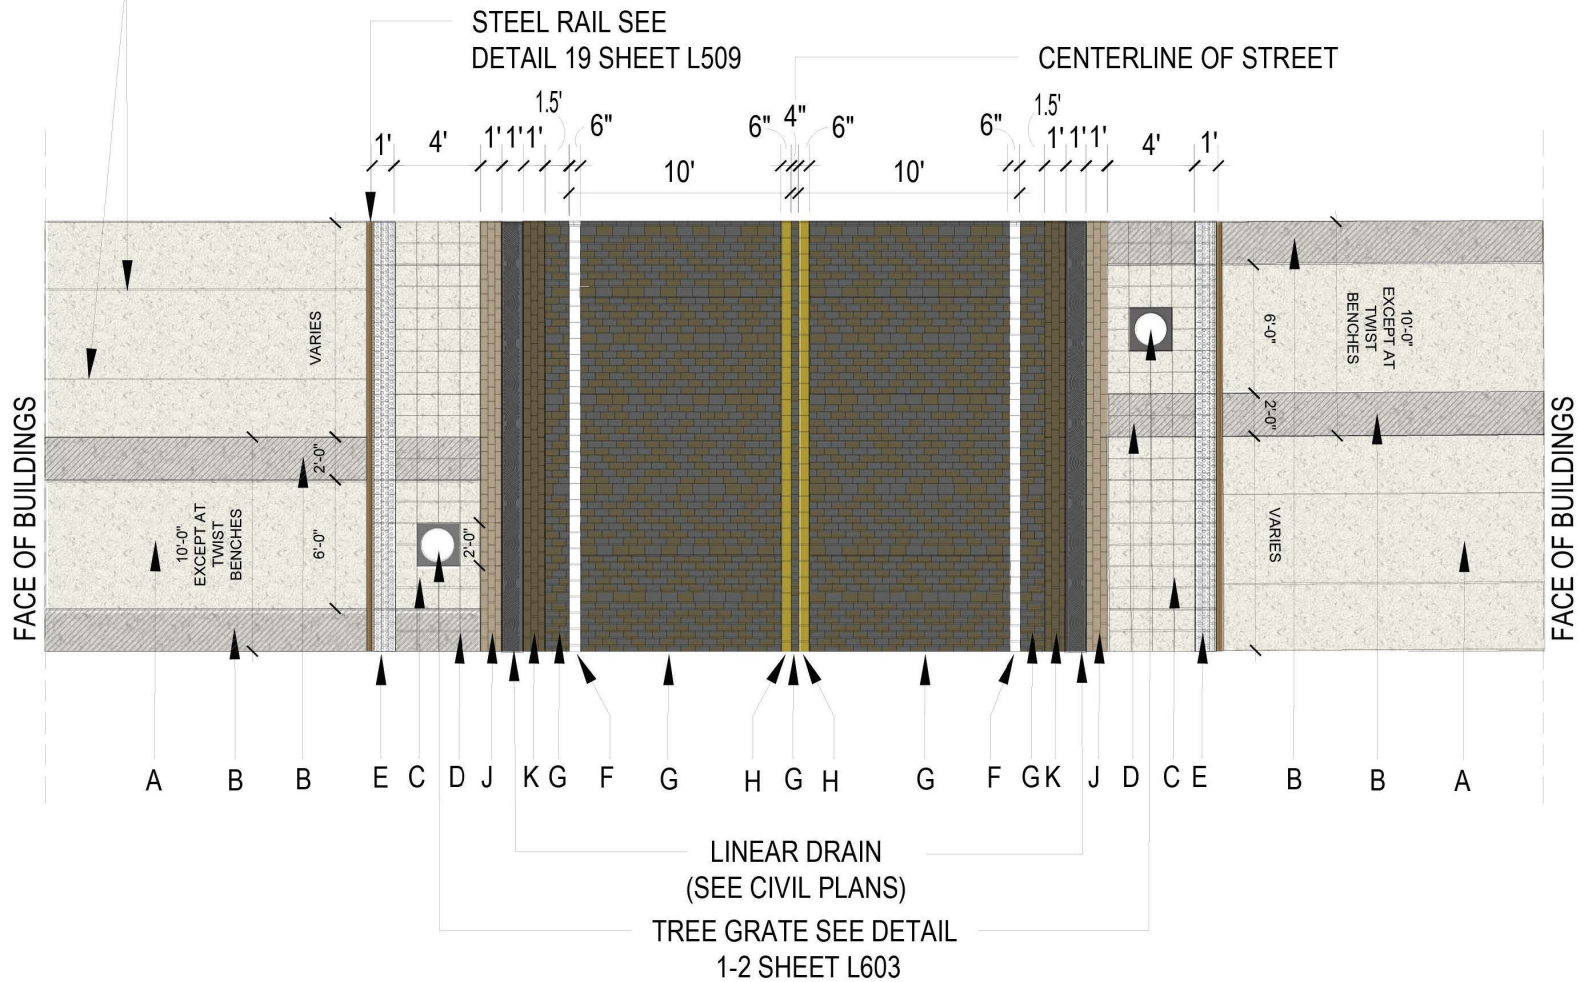 STEEL RAIL SEE
DETAIL 19 SHEET L509
CENTERLINE OF STREET
1' 4' 1' 1' 1' 1.5' 6" 6" 4" 6" 6" 1.5' 1' 1' 1' 4' 1'
10' 10'
FACE OF BUILDINGS
VARIES
2'-0"
10'-0"
EXCEPT AT
TWIST
BENCHES
6'-0"
2'-0"
6'-0"
10'-0"
EXCEPT AT
TWIST
BENCHES
2'-0"
VARIES
FACE OF BUILDINGS
A B B E C D J K G F G H G H G F G K J D C E B B A
LINEAR DRAIN
(SEE CIVIL PLANS)
TREE GRATE SEE DETAIL
1-2 SHEET L603